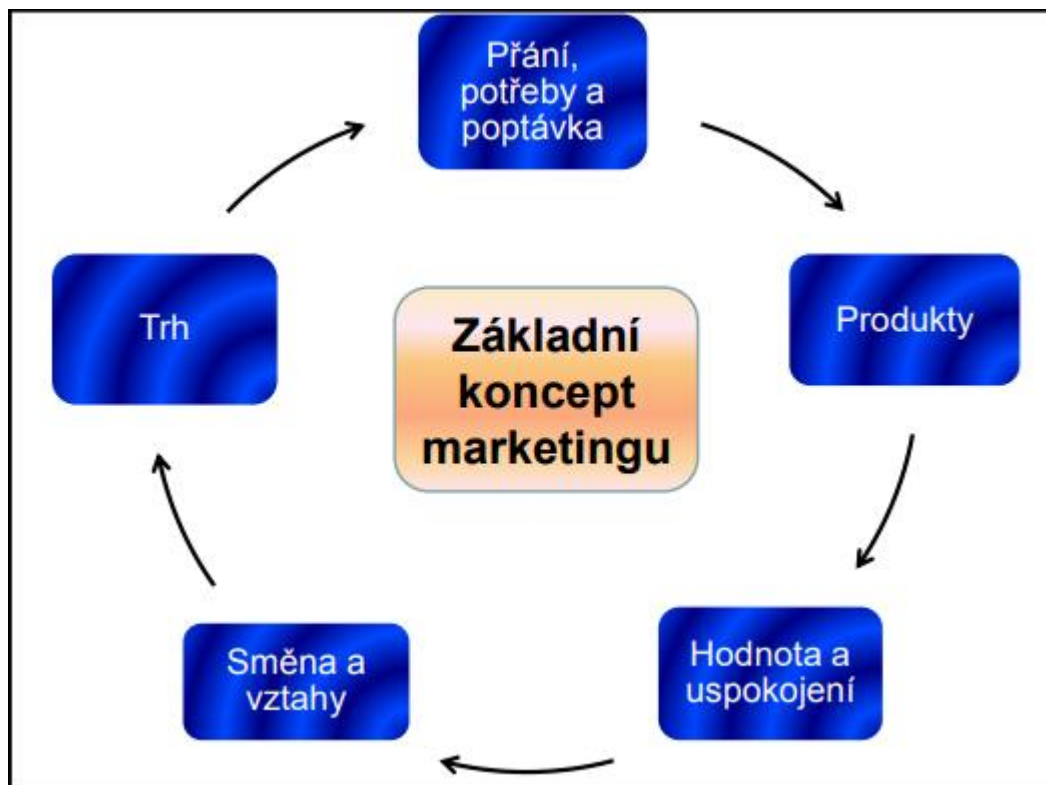 Přání,
potřeby a
poptávka
Trh
Základní
koncept
marketingu
Produkty
Směna a
vztahy
Hodnota a
uspokojení